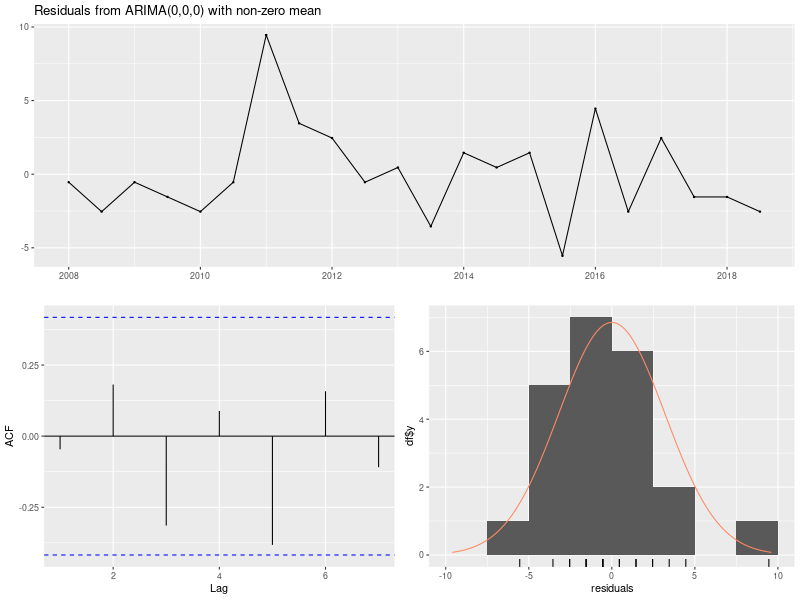 Residuals from ARIMA(0,0,0) with non-zero mean
10
5
0
-5
2008 2010 2012 2014 2016 2018
ACF
0.25
0.00
-0.25
2 4 6
Lag
df$y
6
4
2
0
-10 -5 0 5 10
residuals